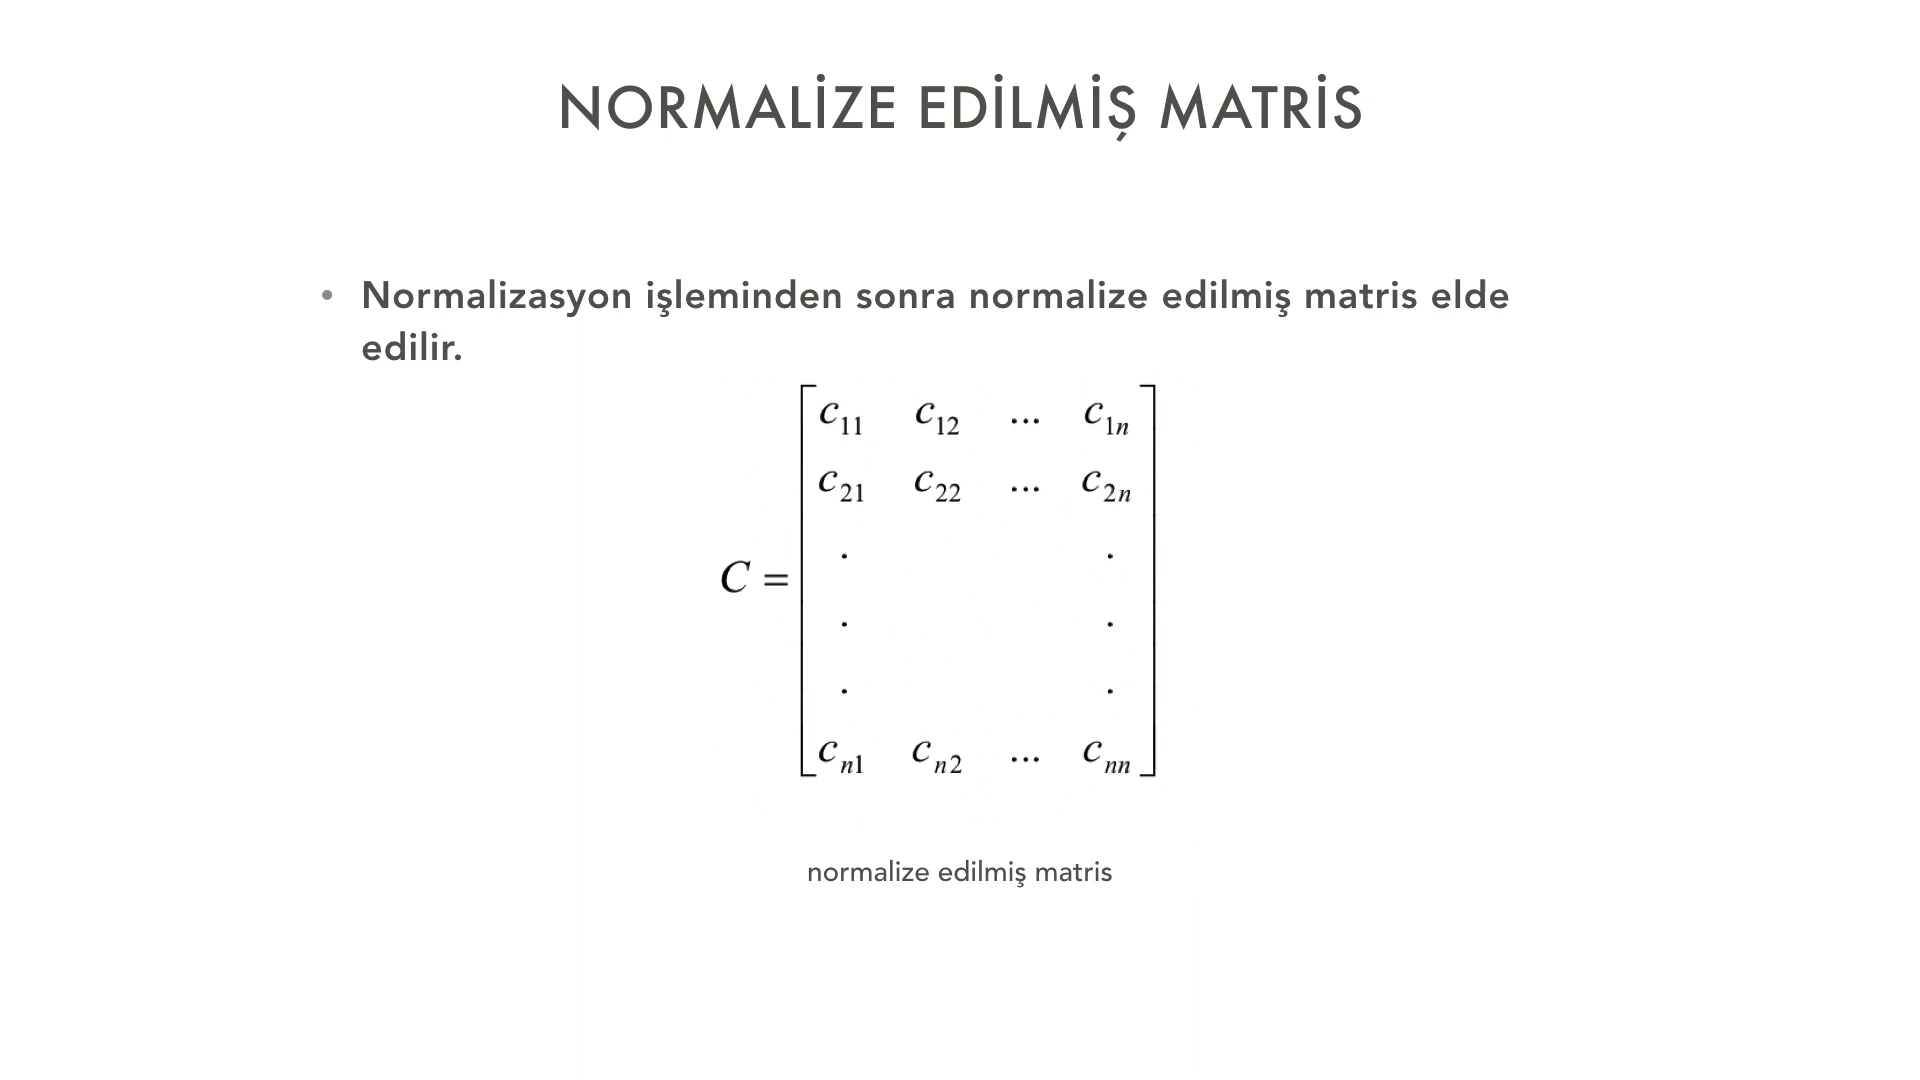 NORMALİZE EDİLMİŞ MATRİS
• Normalizasyon işleminden sonra normalize edilmiş matris elde
edilir.
c11 c12 ... c1n
c21 c22 ... c2n
. .
C =
. .
. .
cn1 cn2 ... cnn
normalize edilmiş matris